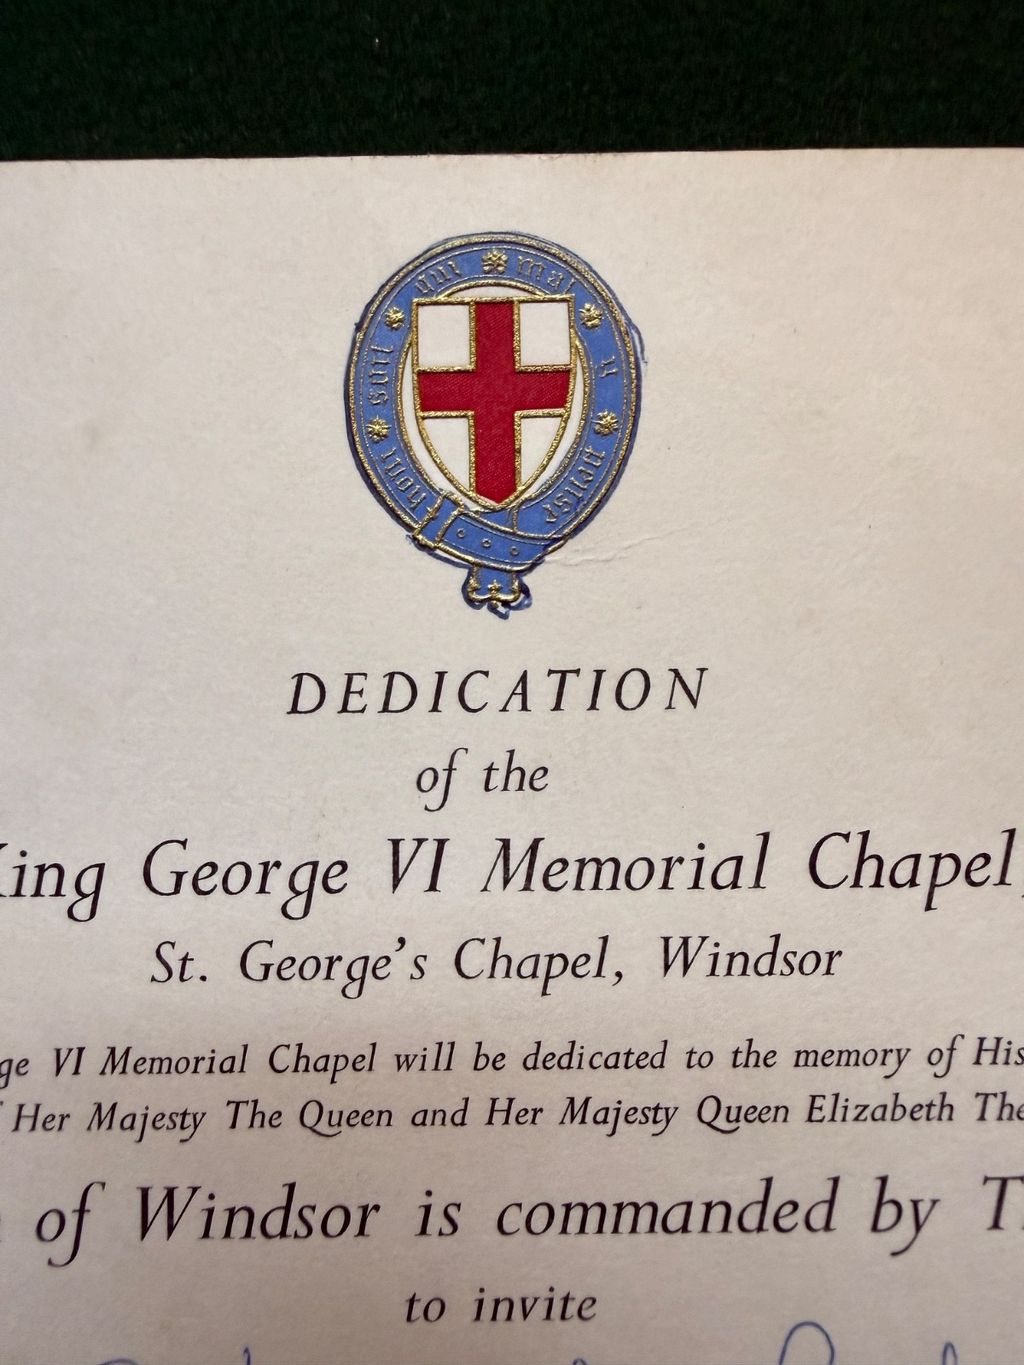 honi soit qui mal y pense
DEDICATION
of the
King George VI Memorial Chapel,
St. George's Chapel, Windsor
ge VI Memorial Chapel will be dedicated to the memory of His
Her Majesty The Queen and Her Majesty Queen Elizabeth The
of Windsor is commanded by T
to invite